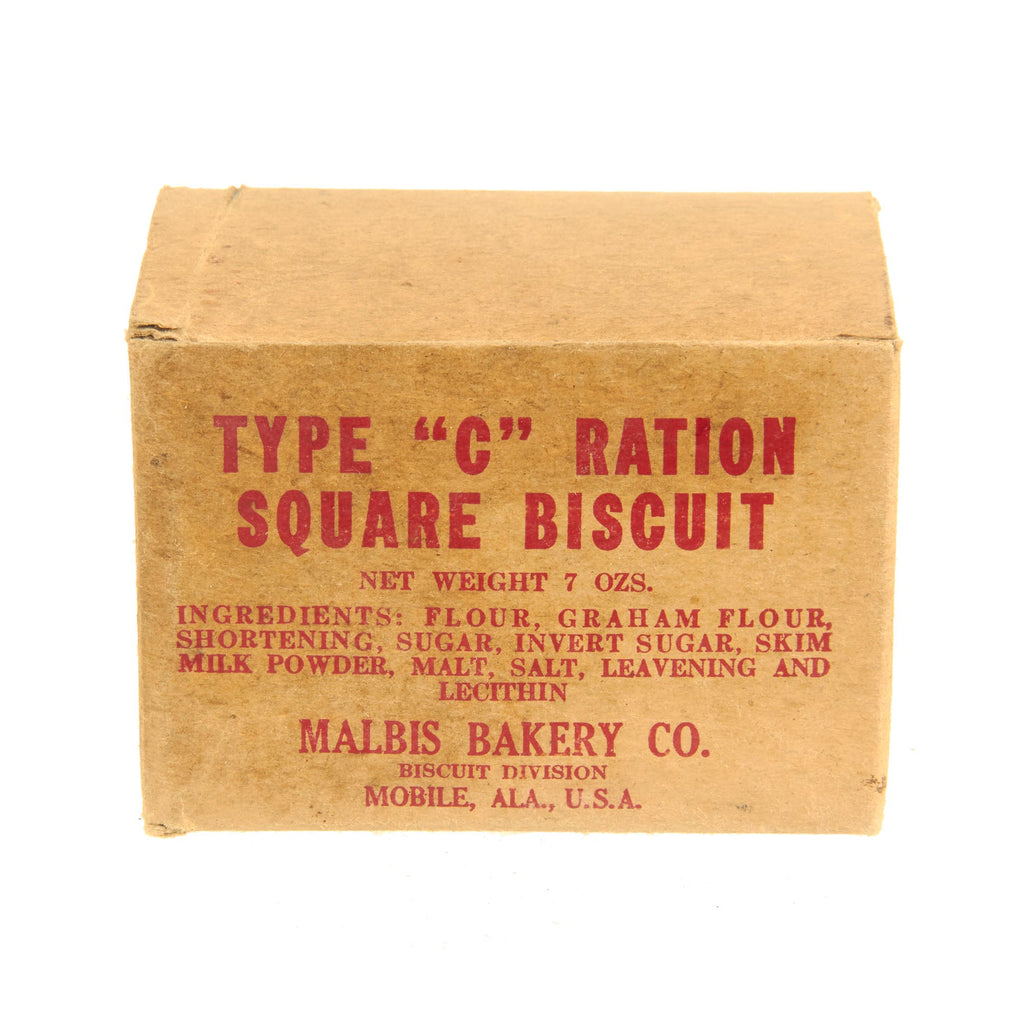 TYPE “C” RATION
SQUARE BISCUIT
NET WEIGHT 7 OZS.
INGREDIENTS: FLOUR, GRAHAM FLOUR,
SHORTENING, SUGAR, INVERT SUGAR, SKIM
MILK POWDER, MALT, SALT, LEAVENING AND
LECITHIN
MALBIS BAKERY CO.
BISCUIT DIVISION
MOBILE, ALA., U.S.A.